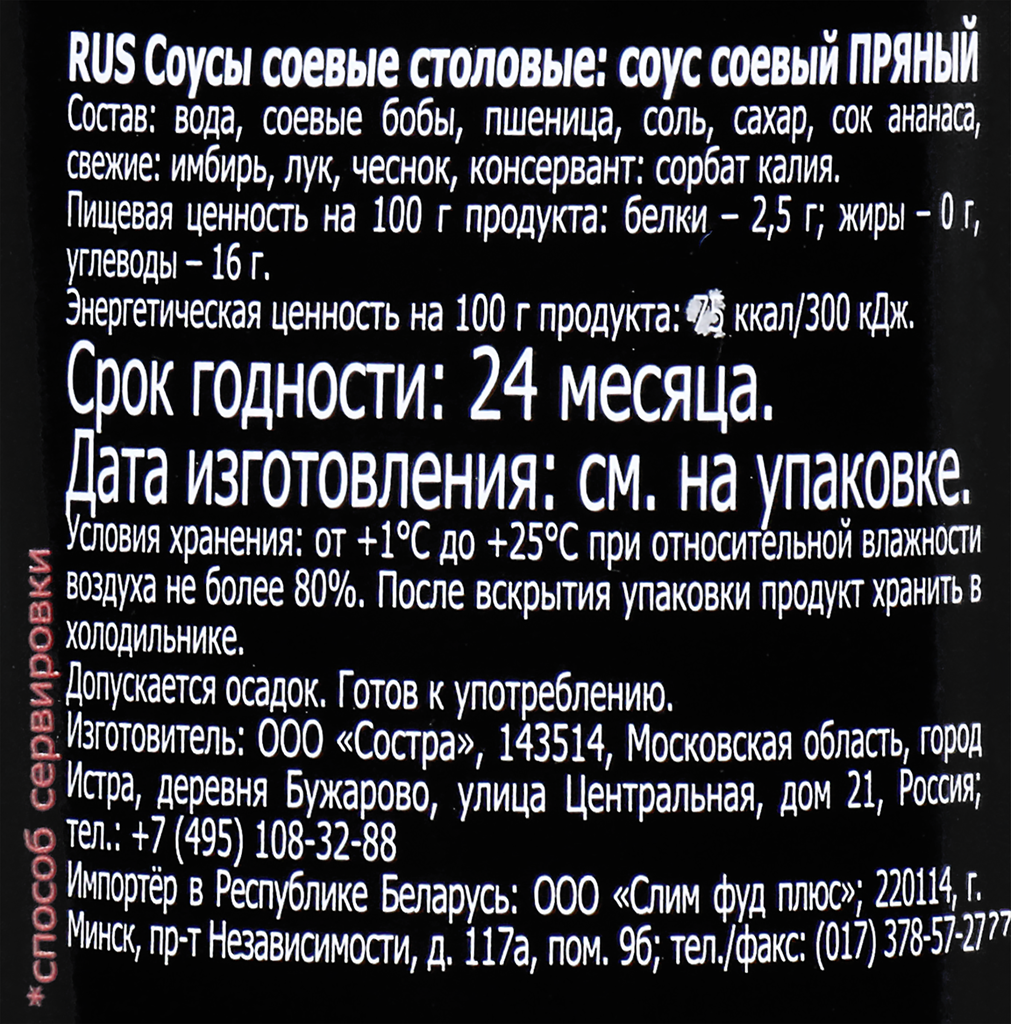 RUS Соусы соевые столовые: соус соевый ПРЯНЫЙ
Состав: вода, соевые бобы, пшеница, соль, сахар, сок ананаса,
свежие: имбирь, лук, чеснок, консервант: сорбат калия.
Пищевая ценность на 100 г продукта: белки – 2,5 г; жиры – 0 г,
углеводы – 16 г.
Энергетическая ценность на 100 г продукта: 75 ккал/300 кДж.
Срок годности: 24 месяца.
Дата изготовления: см. на упаковке.
Условия хранения: от +1°С до +25°С при относительной влажности
воздуха не более 80%. После вскрытия упаковки продукт хранить в
холодильнике.
Допускается осадок. Готов к употреблению.
Изготовитель: ООО «Состра», 143514, Московская область, город
Истра, деревня Бужарово, улица Центральная, дом 21, Россия;
тел.: +7 (495) 108-32-88
Импортёр в Республике Беларусь: ООО «Слим фуд плюс»; 220114, г.
Минск, пр-т Независимости, д. 117а, пом. 9б; тел./факс: (017)
*способ сервировки